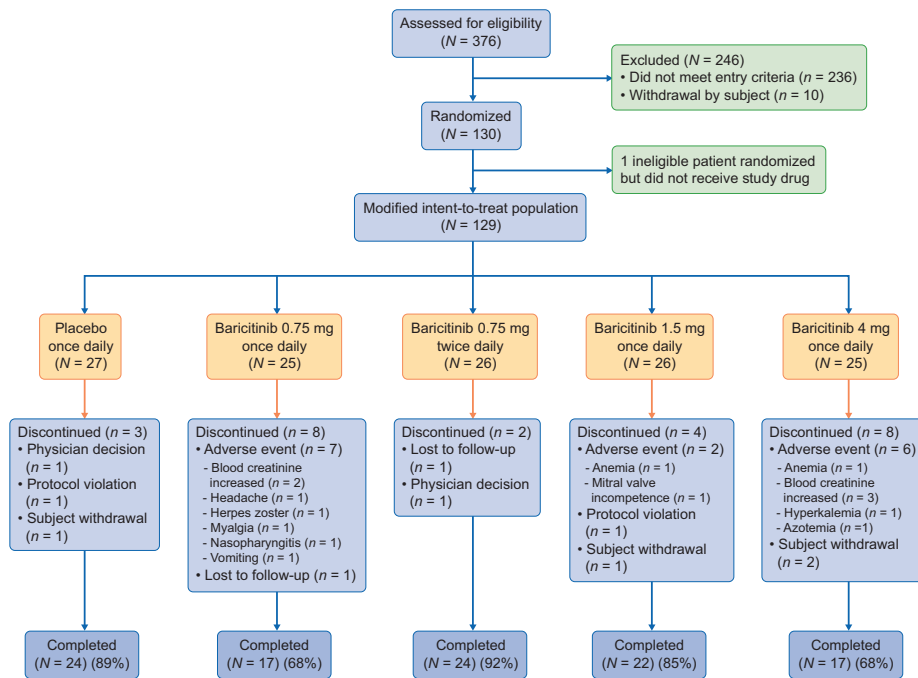 Assessed for eligibility
(N = 376)
Excluded (N = 246)
• Did not meet entry criteria (n = 236)
• Withdrawal by subject (n = 10)
Randomized
(N = 130)
1 ineligible patient randomized
but did not receive study drug
Modified intent-to-treat population
(N = 129)
Placebo
once daily
(N = 27)
Baricitinib 0.75 mg
once daily
(N = 25)
Baricitinib 0.75 mg
twice daily
(N = 26)
Baricitinib 1.5 mg
once daily
(N = 26)
Baricitinib 4 mg
once daily
(N = 25)
Discontinued (n = 3)
• Physician decision
(n = 1)
• Protocol violation
(n = 1)
• Subject withdrawal
(n = 1)
Discontinued (n = 8)
• Adverse event (n = 7)
- Blood creatinine
increased (n = 2)
- Headache (n = 1)
- Herpes zoster (n = 1)
- Myalgia (n = 1)
- Nasopharyngitis (n = 1)
- Vomiting (n = 1)
• Lost to follow-up (n = 1)
Discontinued (n = 2)
• Lost to follow-up
(n = 1)
• Physician decision
(n = 1)
Discontinued (n = 4)
• Adverse event (n = 2)
- Anemia (n = 1)
- Mitral valve
incompetence (n = 1)
• Protocol violation
(n = 1)
• Subject withdrawal
(n = 1)
Discontinued (n = 8)
• Adverse event (n = 6)
- Anemia (n = 1)
- Blood creatinine
increased (n = 3)
- Hyperkalemia (n = 1)
- Azotemia (n =1)
• Subject withdrawal
(n = 2)
Completed
(N = 24) (89%)
Completed
(N = 17) (68%)
Completed
(N = 24) (92%)
Completed
(N = 22) (85%)
Completed
(N = 17) (68%)